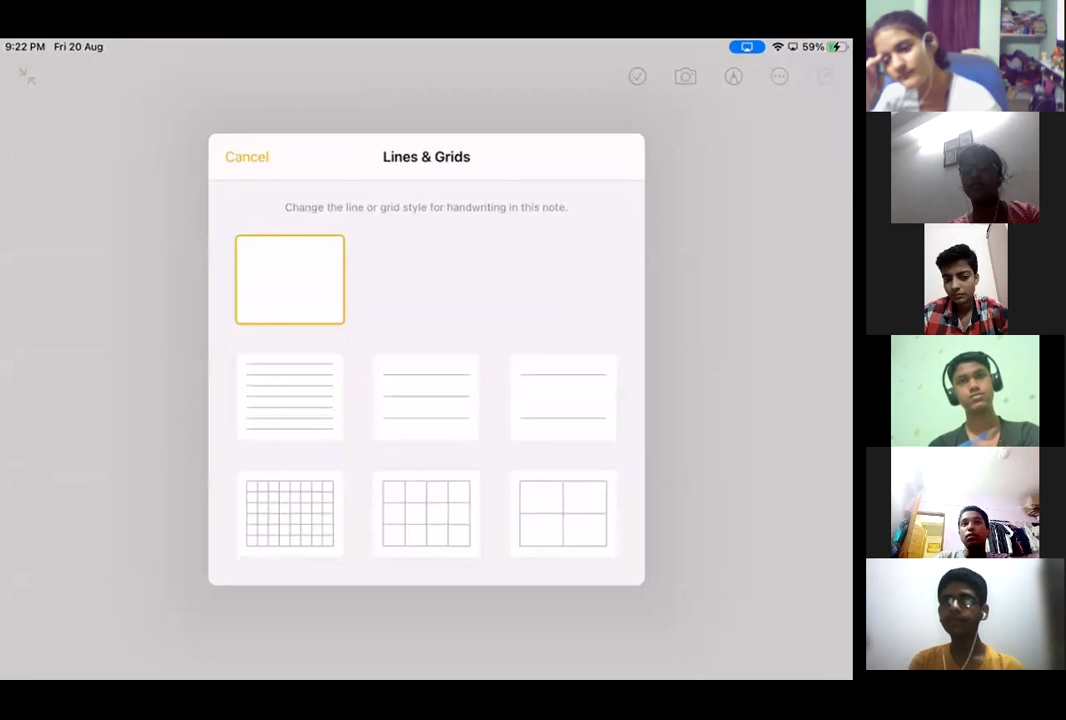 9:22 PM Fri 20 Aug
59%
Cancel
Lines & Grids
Change the line or grid style for handwriting in this note.